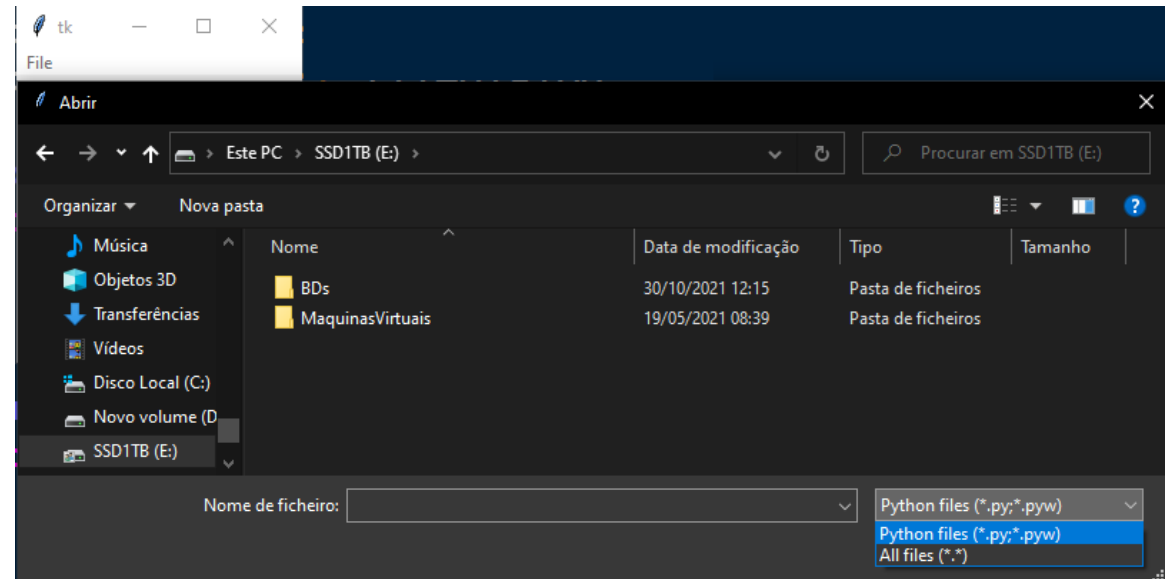 tk
File
Abrir
Este PC > SSD1TB (E:) >
Procurar em SSD1TB (E:)
Organizar
Nova pasta
Nome
Data de modificação
Tipo
Tamanho
Música
Objetos 3D
Transferências
Vídeos
Disco Local (C:)
Novo volume (D
SSD1TB (E:)
BDs
30/10/2021 12:15
Pasta de ficheiros
MaquinasVirtuais
19/05/2021 08:39
Pasta de ficheiros
Nome de ficheiro:
Python files (*.py;*.pyw)
Python files (*.py;*.pyw)
All files (*.*)